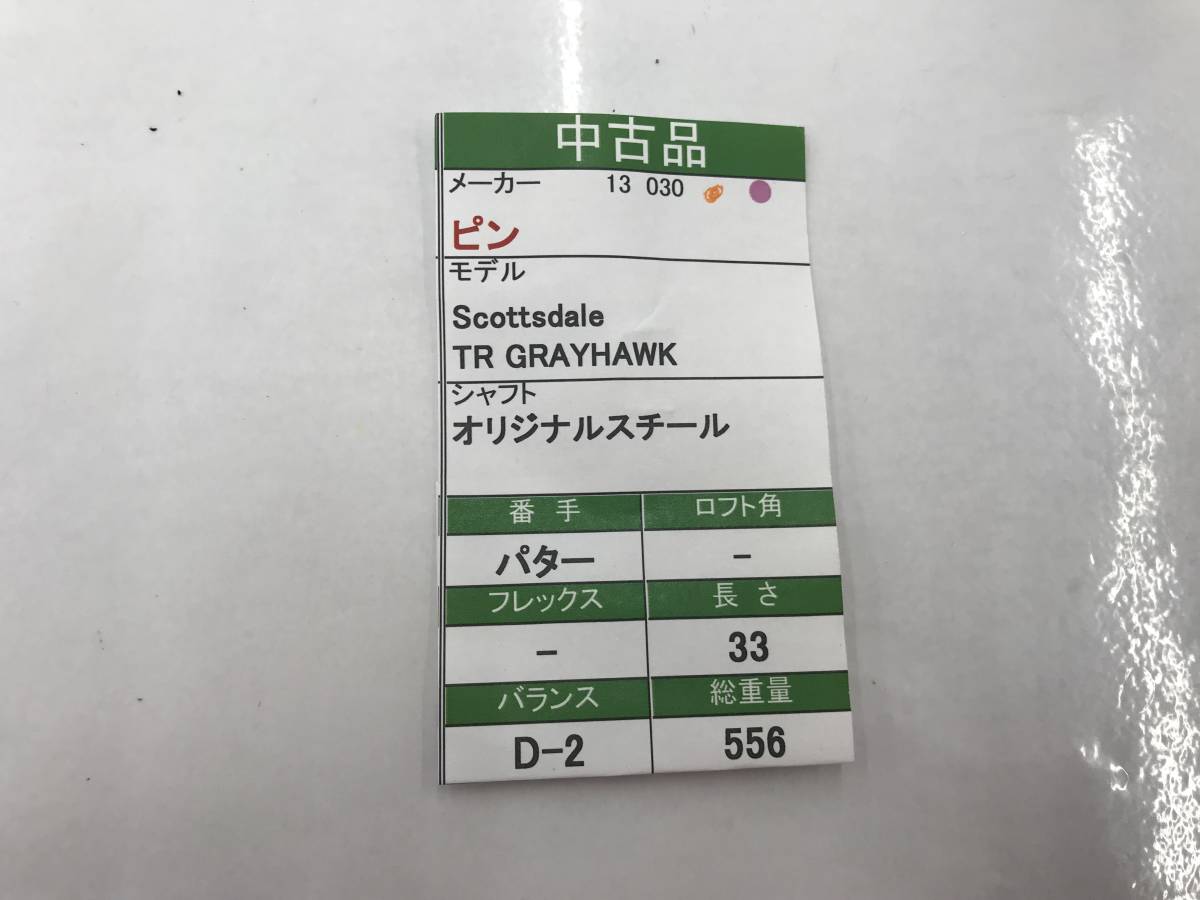 中古品
メーカー 13 030
ピン
モデル
Scottsdale
TR GRAYHAWK
シャフト
オリジナルスチール
番手 ロフト角
パター -
フレックス 長さ
- 33
バランス 総重量
D-2 556